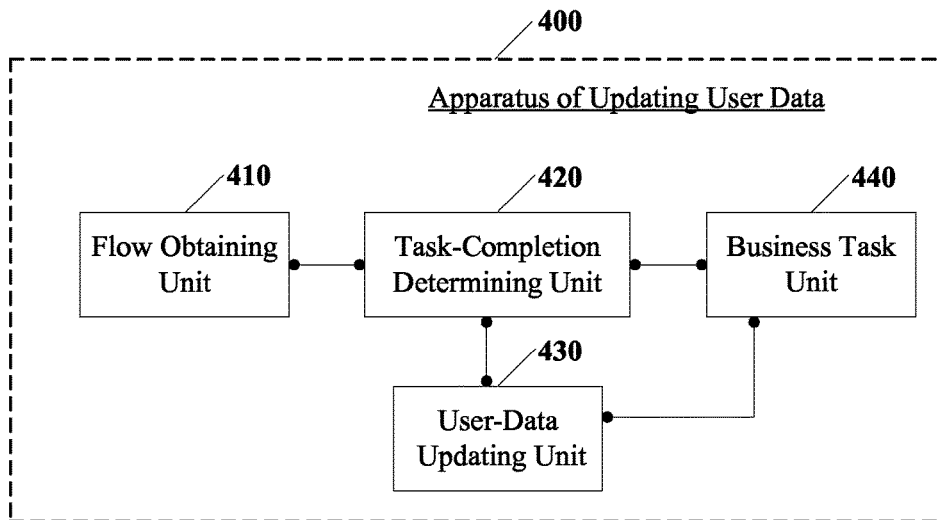 400
Apparatus of Updating User Data
410
420
440
Flow Obtaining
Unit
Task-Completion
Determining Unit
Business Task
Unit
430
User-Data
Updating Unit